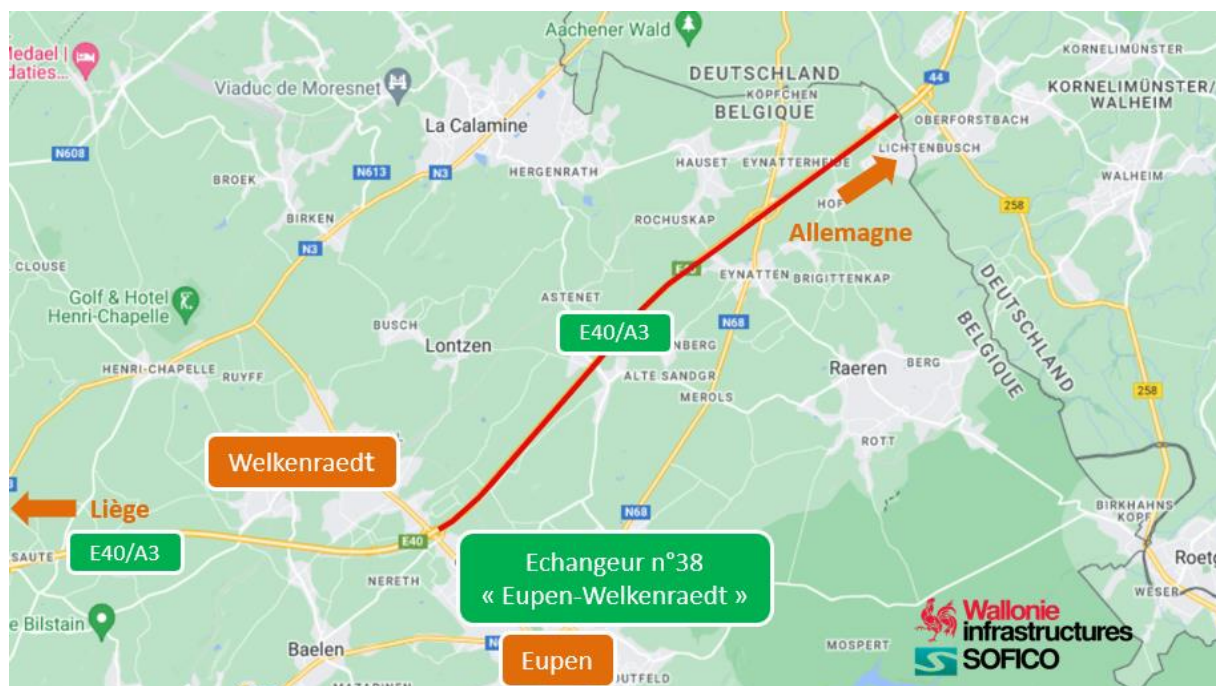 Aachener Wald
Medael |
daties...
Viaduc de Moresnet
DEUTSCHLAND
KÖPFCHEN
BELGIQUE
44
KORNELIMÜNSTER
KORNELIMÜNSTER/
WALHEIM
La Calamine
OBERFORSTBACH
LICHTENBUSCH
N608
N613
N3
HERGENRATH
HAUSET
EYNATTERHEIDE
WALHEIM
BROEK
BIRKEN
ROCHUSKAP
HOF
258
N3
Allemagne
CLOUSE
Golf & Hotel
Henri-Chapelle
EYNATTEN
BRIGITTENKAP
ASTENET
BUSCH
Lontzen
E40/A3
N68
DEUTSCHLAND
BELGIQUE
HENRI-CHAPELLE
RUYFF
ALTE SANDGR
MEROLS
Raeren
BERG
258
ROTT
Welkenraedt
Liège
E40/A3
SAUTE
E40
N68
NERETH
Echangeur n°38
« Eupen-Welkenraedt »
BIRKHAHNS
KOPF
Roetg
WESER
e Bilstain
Baelen
Eupen
MOSPERT
Wallonie
infrastructures
SOFICO